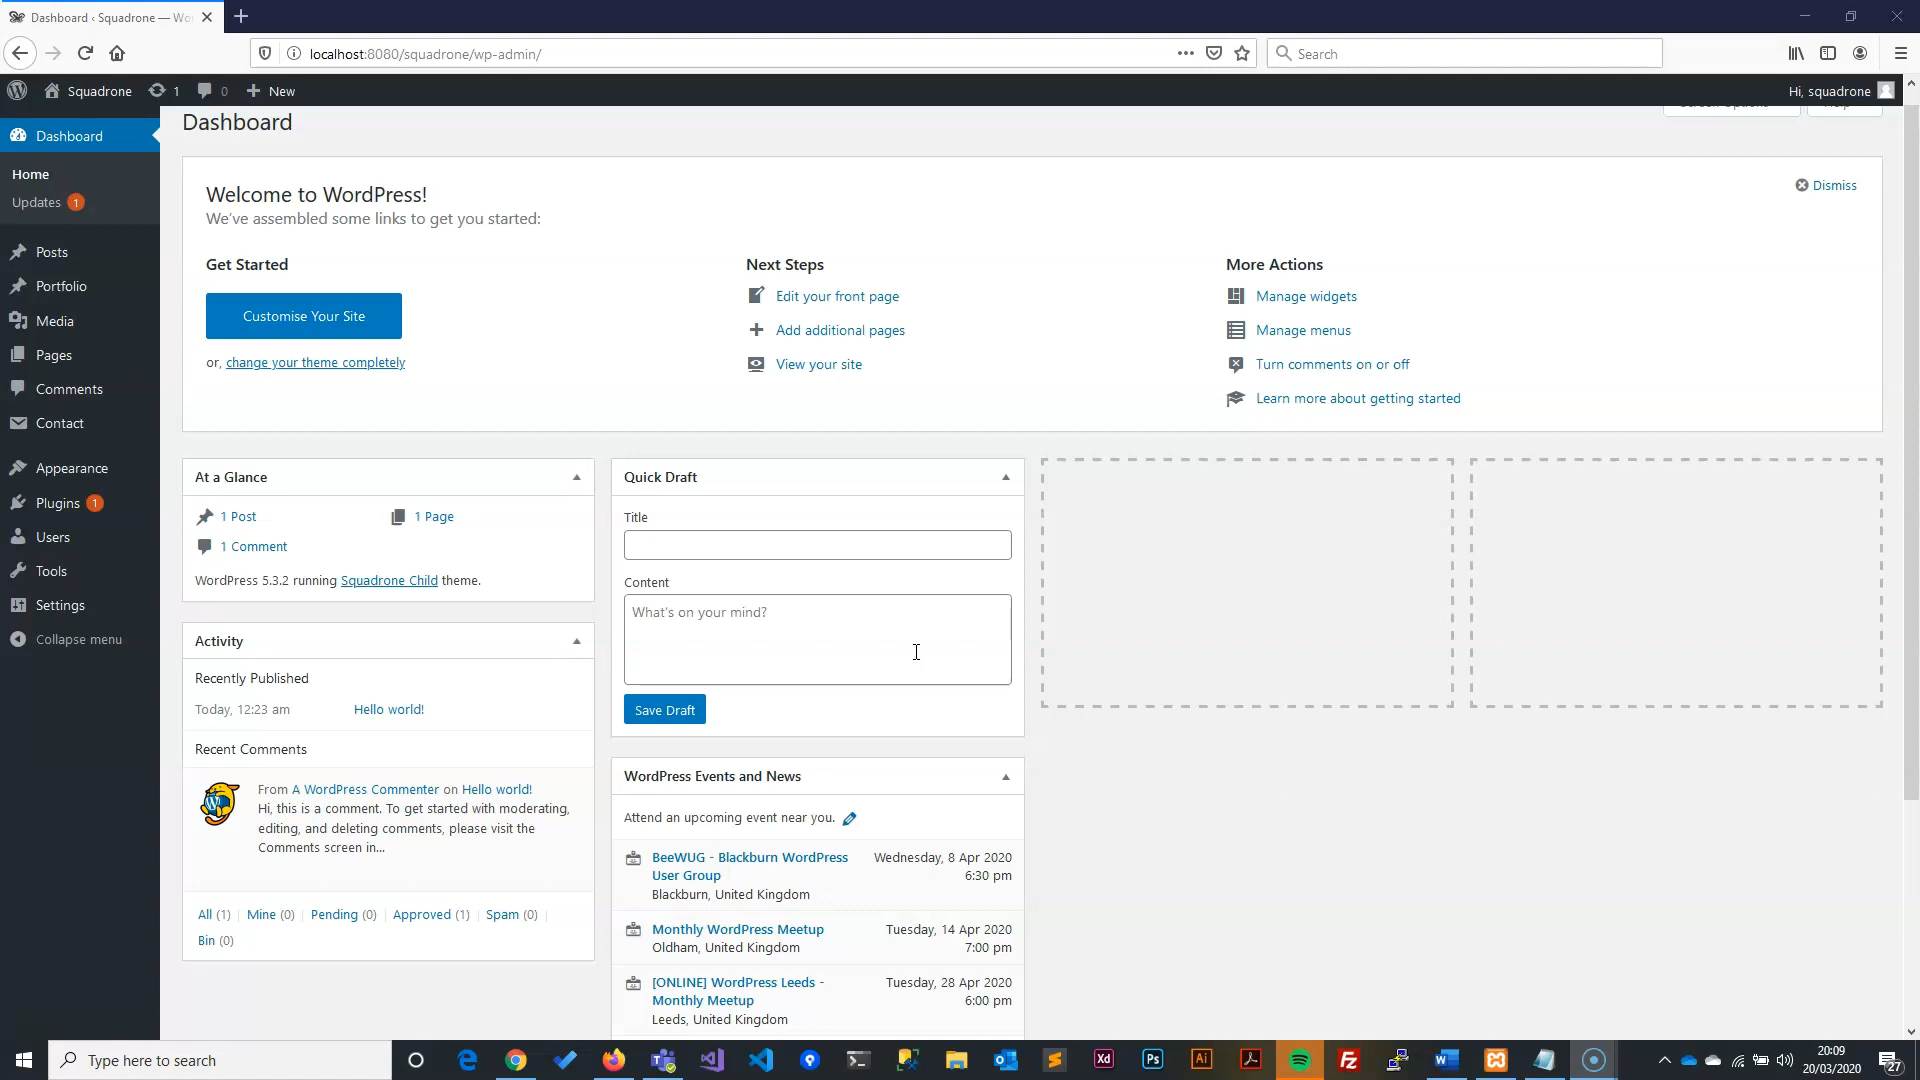 Dashboard ‹ Squadrone — Wo
localhost:8080/squadrone/wp-admin/
Search
Squadrone
1
0
New
Hi, squadrone
Dashboard
Home
Updates 1
Posts
Portfolio
Media
Pages
Comments
Contact
Appearance
Plugins 1
Users
Tools
Settings
Collapse menu
Dashboard
Welcome to WordPress!
We've assembled some links to get you started:
Dismiss
Get Started
Customise Your Site
or, change your theme completely
Next Steps
Edit your front page
Add additional pages
View your site
More Actions
Manage widgets
Manage menus
Turn comments on or off
Learn more about getting started
At a Glance
1 Post
1 Page
1 Comment
WordPress 5.3.2 running Squadrone Child theme.
Activity
Recently Published
Today, 12:23 am
Hello world!
Recent Comments
From A WordPress Commenter on Hello world!
Hi, this is a comment. To get started with moderating,
editing, and deleting comments, please visit the
Comments screen in...
All (1) | Mine (0) | Pending (0) | Approved (1) | Spam (0) |
Bin (0)
Quick Draft
Title
Content
What's on your mind?
Save Draft
WordPress Events and News
Attend an upcoming event near you.
BeeWUG - Blackburn WordPress
User Group
Blackburn, United Kingdom
Wednesday, 8 Apr 2020
6:30 pm
Monthly WordPress Meetup
Oldham, United Kingdom
Tuesday, 14 Apr 2020
7:00 pm
[ONLINE] WordPress Leeds -
Monthly Meetup
Leeds, United Kingdom
Tuesday, 28 Apr 2020
6:00 pm
Type here to search
Xd
Ps
Ai
20:09
20/03/2020
27